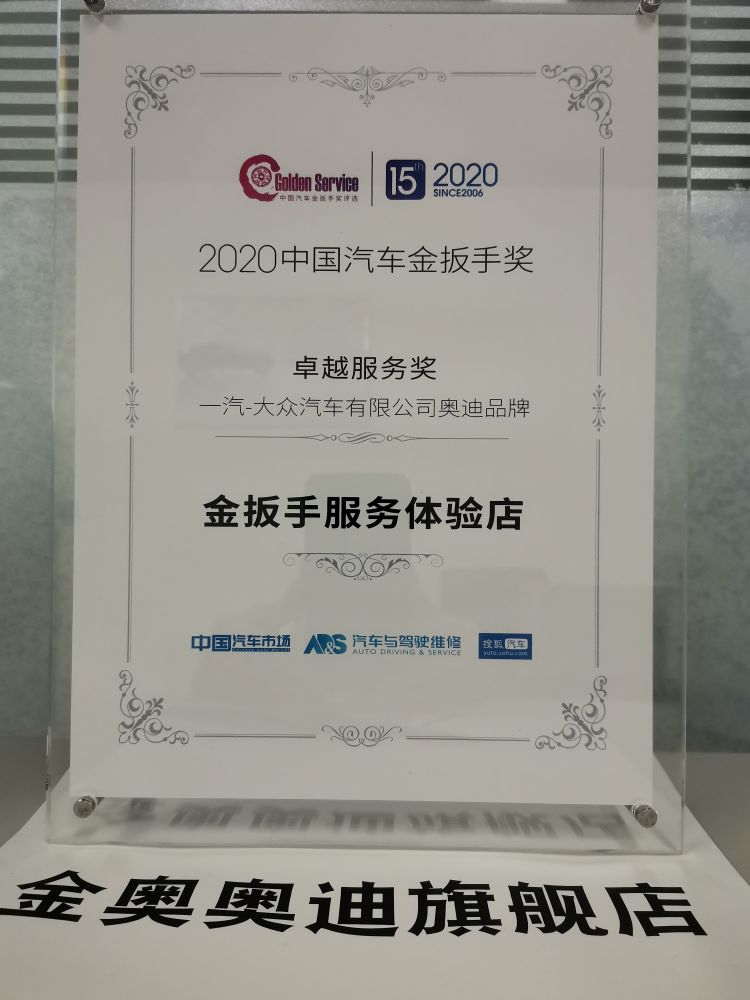 Golden Service
中国汽车金扳手奖评选
15th
2020
SINCE2006
2020中国汽车金扳手奖
卓越服务奖
一汽-大众汽车有限公司奥迪品牌
金扳手服务体验店
中国汽车市场
AD&S
汽车与驾驶维修
AUTO DRIVING & SERVICE
搜狐汽车
auto.sohu.com
金奥奥迪旗舰店